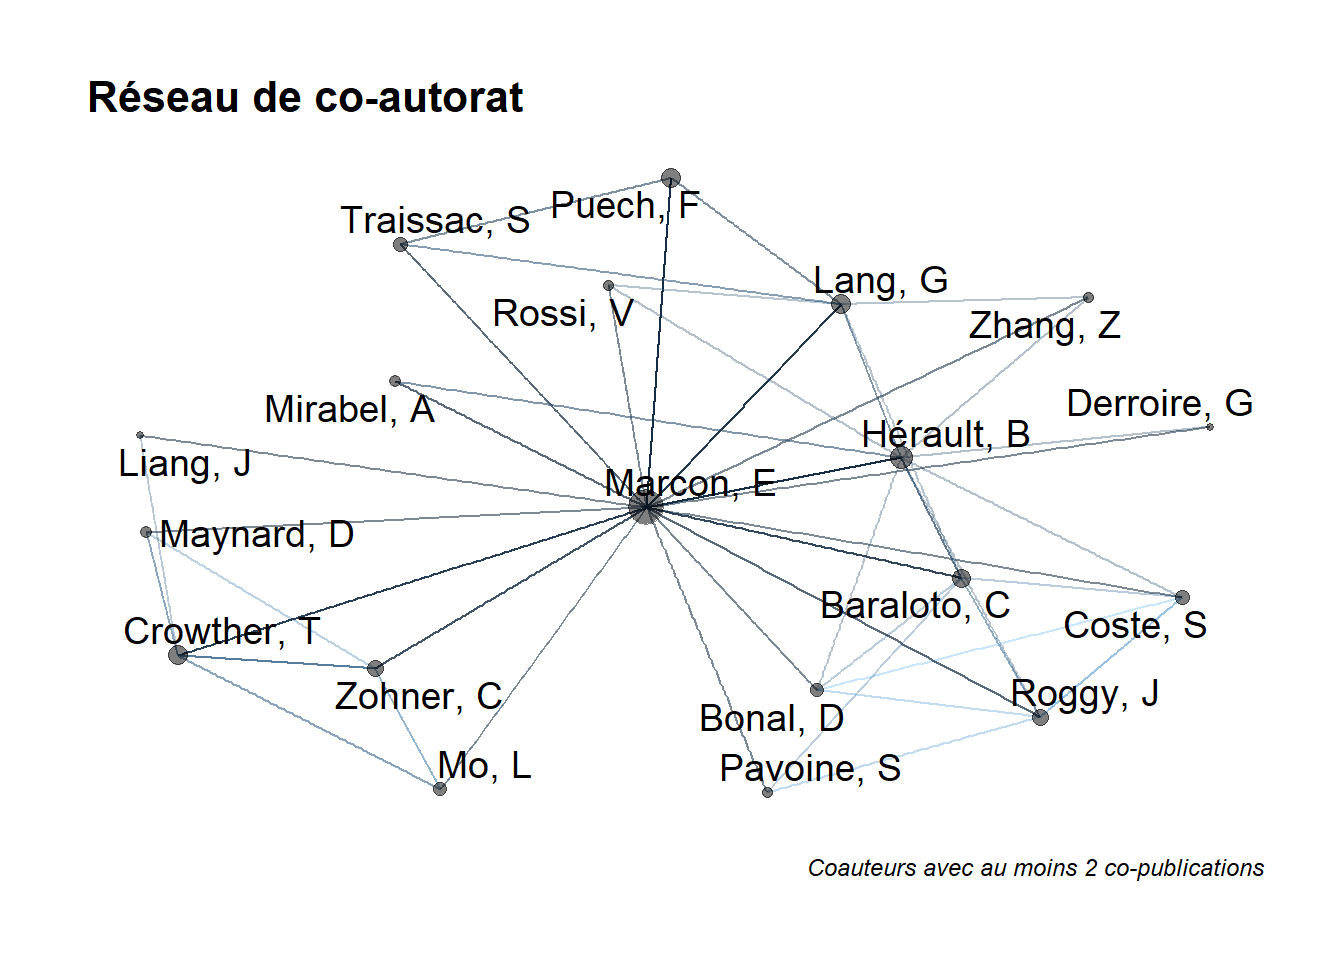 Réseau de co-autorat
Puech, F
Traissac, S
Lang, G
Rossi, V
Zhang, Z
Mirabel, A
Derroire, G
Hérault, B
Liang, J
Marcon, E
Maynard, D
Baraloto, C
Coste, S
Crowther, T
Zohner, C
Roggy, J
Bonal, D
Mo, L
Pavoine, S
Coauteurs avec au moins 2 co-publications